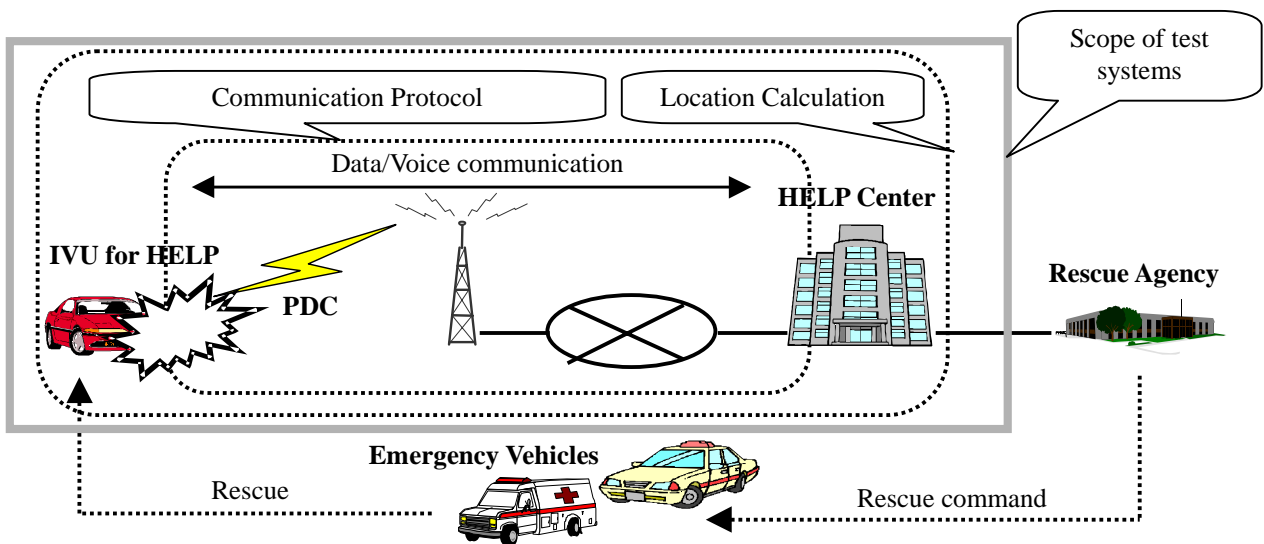 Scope of test
systems
Communication Protocol
Location Calculation
Data/Voice communication
HELP Center
IVU for HELP
PDC
Rescue Agency
Emergency Vehicles
Rescue
Rescue command